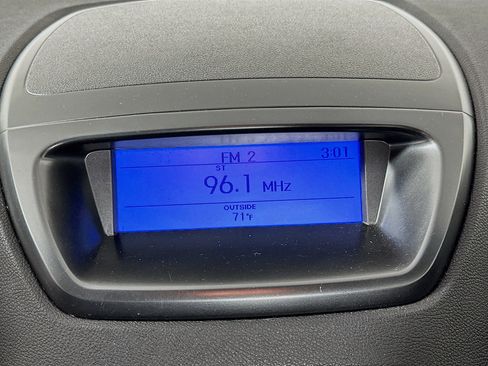 FM 2 3:01
ST
96.1 MHz
OUTSIDE
71°F